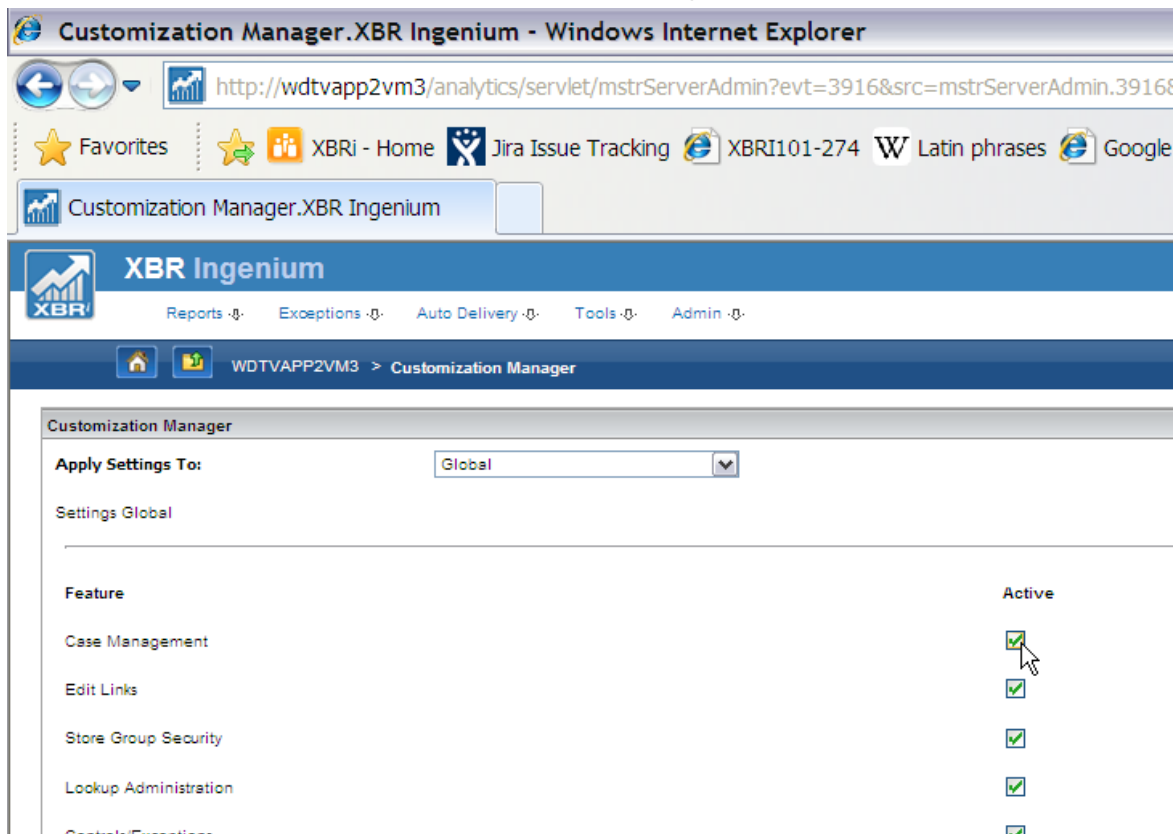 Customization Manager.XBR Ingenium - Windows Internet Explorer
http://wdtvapp2vm3/analytics/servlet/mstrServerAdmin?evt=3916&src=mstrServerAdmin.3916&
Favorites XBRi - Home Jira Issue Tracking XBRI101-274 W Latin phrases Google
Customization Manager.XBR Ingenium
XBR Ingenium
XBRi
Reports Exceptions Auto Delivery Tools Admin
WDTVAPP2VM3 > Customization Manager
Customization Manager
Apply Settings To: Global
Settings Global
Feature Active
Case Management
Edit Links
Store Group Security
Lookup Administration
Controls/Exceptions